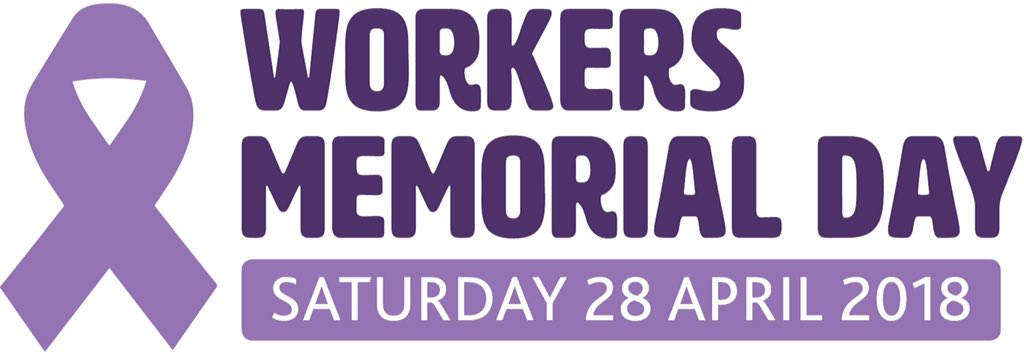 WORKERS
MEMORIAL DAY
SATURDAY 28 APRIL 2018